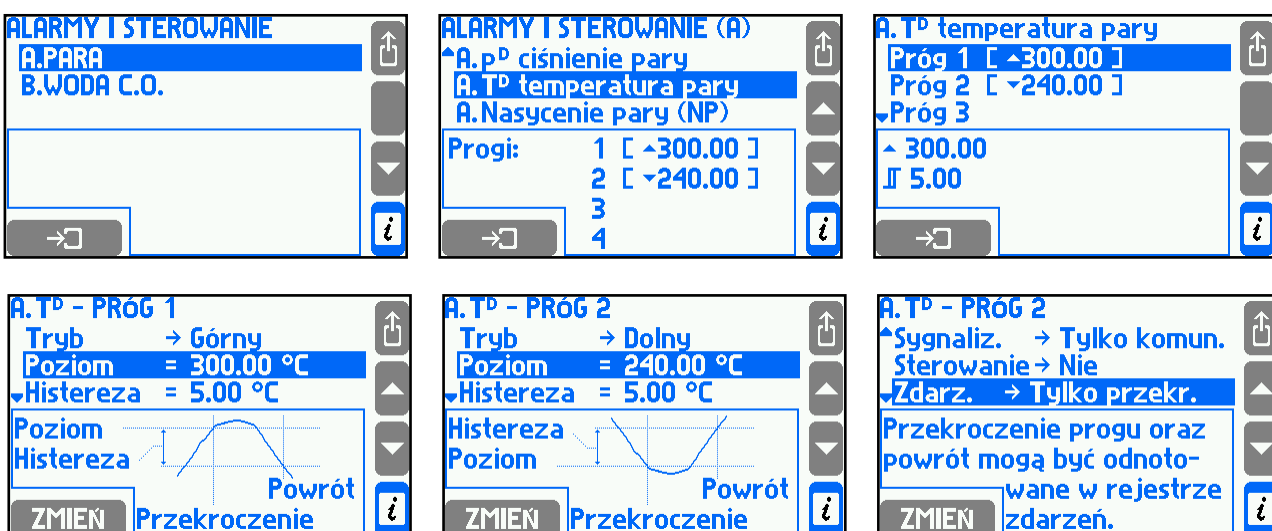 ALARMY I STEROWANIE
A.PARA
B.WODA C.O.
i
ALARMY I STEROWANIE (A)
A.pᴰ ciśnienie pary
A.Tᴰ temperatura pary
A.Nasycenie pary (NP)
Progi: 1 [ ▲300.00 ]
2 [ ▼240.00 ]
3
4
i
A.Tᴰ temperatura pary
Próg 1 [ ▲300.00 ]
Próg 2 [ ▼240.00 ]
Próg 3
▲ 300.00
5.00
i
A.Tᴰ - PRóG 1
Tryb → Górny
Poziom = 300.00 °C
Histereza = 5.00 °C
Poziom
Histereza
Powrót
ZMIEŃ Przekroczenie
i
A.Tᴰ - PRóG 2
Tryb → Dolny
Poziom = 240.00 °C
Histereza = 5.00 °C
Histereza
Poziom
Powrót
ZMIEŃ Przekroczenie
i
A.Tᴰ - PRóG 2
Sygnaliz. → Tylko komun.
Sterowanie → Nie
Zdarz. → Tylko przekr.
Przekroczenie progu oraz
powrót mogą być odnoto-
wane w rejestrze
ZMIEŃ zdarzeń.
i